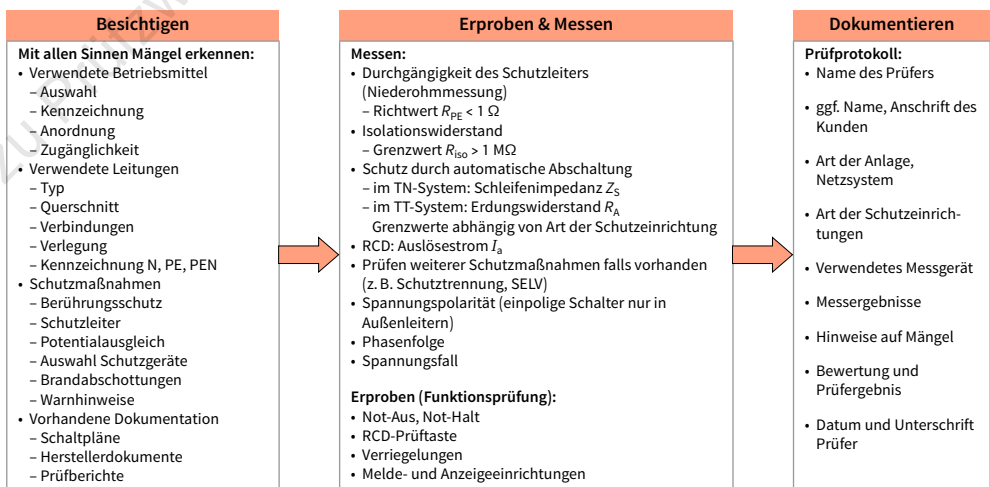 Besichtigen
Mit allen Sinnen Mängel erkennen:
• Verwendete Betriebsmittel
– Auswahl
– Kennzeichnung
– Anordnung
– Zugänglichkeit
• Verwendete Leitungen
– Typ
– Querschnitt
– Verbindungen
– Verlegung
– Kennzeichnung N, PE, PEN
• Schutzmaßnahmen
– Berührungsschutz
– Schutzleiter
– Potentialausgleich
– Auswahl Schutzgeräte
– Brandabschottungen
– Warnhinweise
• Vorhandene Dokumentation
– Schaltpläne
– Herstellerdokumente
– Prüfberichte
Erproben & Messen
Messen:
• Durchgängigkeit des Schutzleiters
(Niederohmmessung)
– Richtwert R_PE < 1 Ω
• Isolationswiderstand
– Grenzwert R_iso > 1 MΩ
• Schutz durch automatische Abschaltung
– im TN-System: Schleifenimpedanz Z_S
– im TT-System: Erdungswiderstand R_A
Grenzwerte abhängig von Art der Schutzeinrichtung
• RCD: Auslösestrom I_a
• Prüfen weiterer Schutzmaßnahmen falls vorhanden
(z. B. Schutztrennung, SELV)
• Spannungspolarität (einpolige Schalter nur in
Außenleitern)
• Phasenfolge
• Spannungsfall
Erproben (Funktionsprüfung):
• Not-Aus, Not-Halt
• RCD-Prüftaste
• Verriegelungen
• Melde- und Anzeigeeinrichtungen
Dokumentieren
Prüfprotokoll:
• Name des Prüfers
• ggf. Name, Anschrift des
Kunden
• Art der Anlage,
Netzsystem
• Art der Schutzeinrich-
tungen
• Verwendetes Messgerät
• Messergebnisse
• Hinweise auf Mängel
• Bewertung und
Prüfergebnis
• Datum und Unterschrift
Prüfer